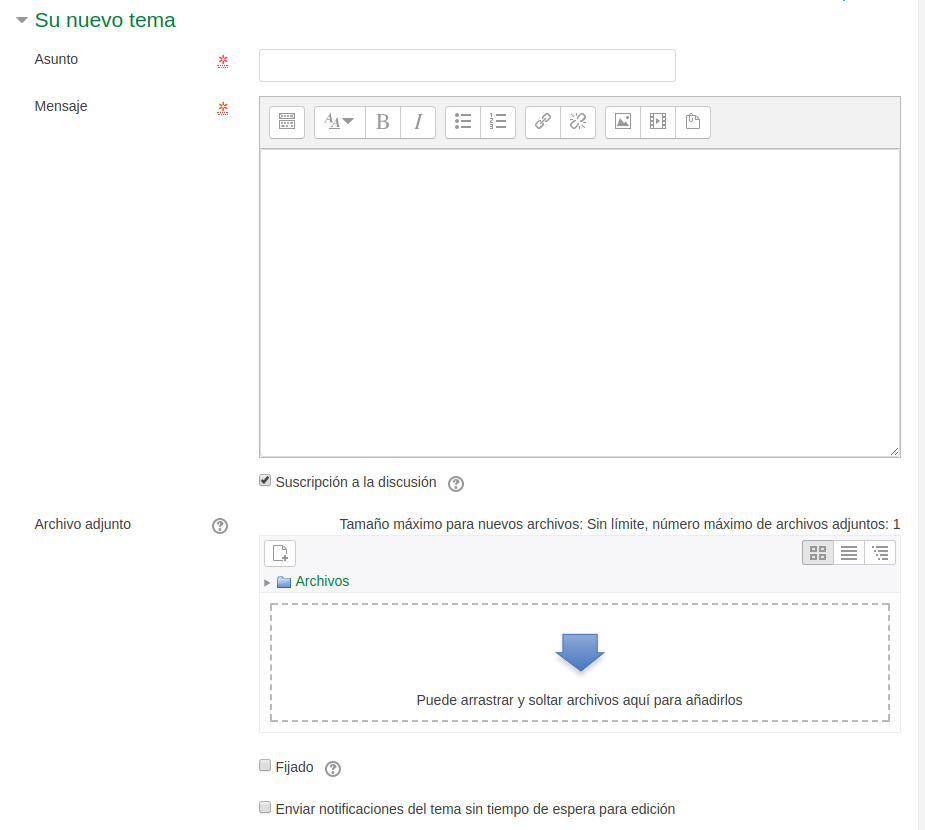 Su nuevo tema
Asunto
Mensaje
Suscripción a la discusión
Archivo adjunto
Tamaño máximo para nuevos archivos: Sin límite, número máximo de archivos adjuntos: 1
Archivos
Puede arrastrar y soltar archivos aquí para añadirlos
Fijado
Enviar notificaciones del tema sin tiempo de espera para edición